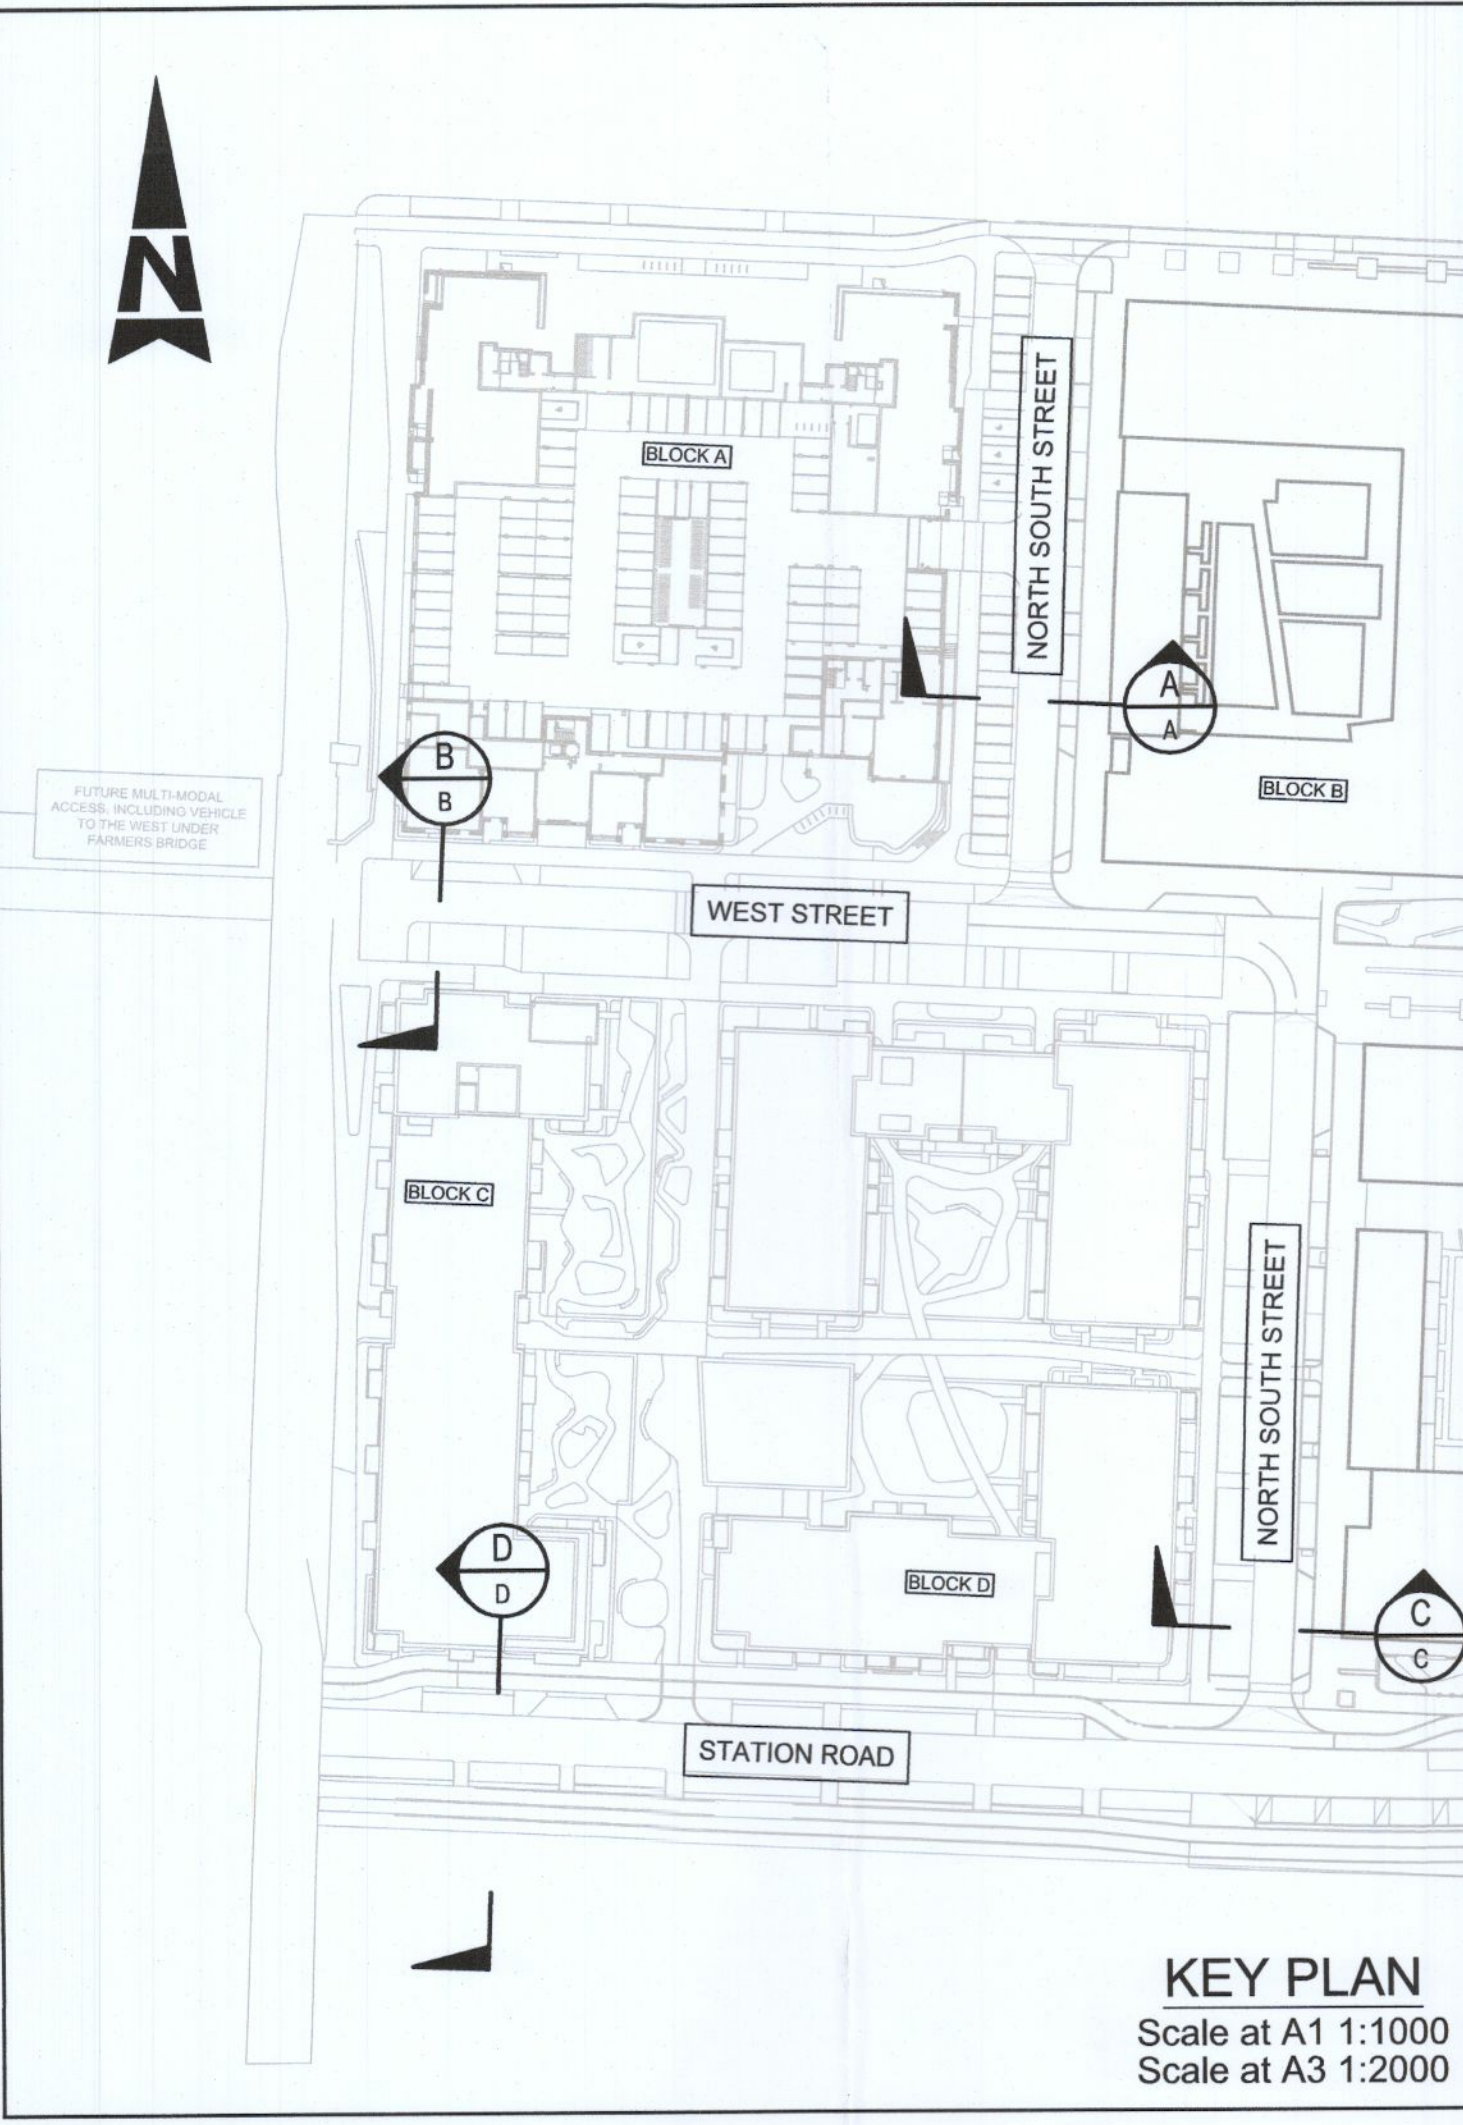 N
BLOCK A
NORTH SOUTH STREET
A
A
B
B
FUTURE MULTI-MODAL
ACCESS, INCLUDING VEHICLE
TO THE WEST UNDER
FARMERS BRIDGE
BLOCK B
WEST STREET
BLOCK C
NORTH SOUTH STREET
D
D
BLOCK D
C
C
STATION ROAD
KEY PLAN
Scale at A1 1:1000
Scale at A3 1:2000